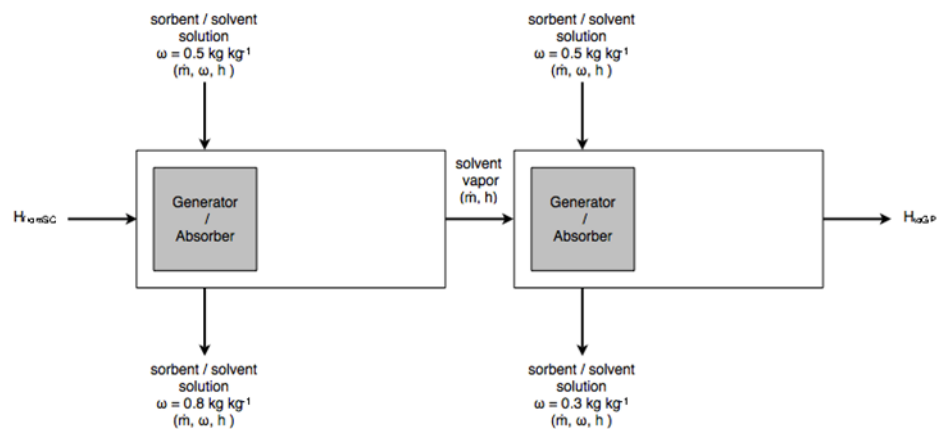 sorbent / solvent
solution
ω = 0.5 kg kg⁻¹
(ṁ, ω, h )
sorbent / solvent
solution
ω = 0.5 kg kg⁻¹
(ṁ, ω, h )
Generator
/
Absorber
solvent
vapor
(ṁ, h)
Generator
/
Absorber
sorbent / solvent
solution
ω = 0.8 kg kg⁻¹
(ṁ, ω, h )
sorbent / solvent
solution
ω = 0.3 kg kg⁻¹
(ṁ, ω, h )